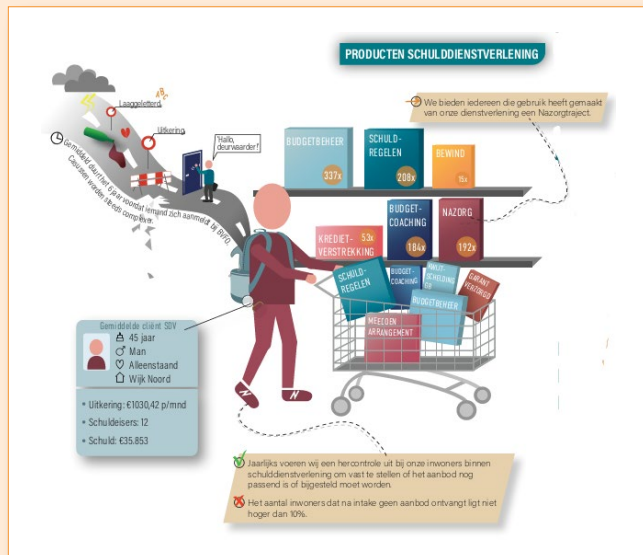 PRODUCTEN SCHULDDIENSTVERLENING
We bieden iedereen die gebruik heeft gemaakt
van onze dienstverlening een Nazorgtraject.
Laaggeletterd
Uitkering
'Hallo,
deurwaarder!'
Gemiddeld duurt het 6 jaar voordat iemand zich aanmeldt bij BVFD.
Casussen worden steeds complexer.
BUDGETBEHEER
337x
SCHULD-
REGELEN
208x
BEWIND
KREDIET-
VERSTREKKING
53x
BUDGET-
COACHING
184x
NAZORG
192x
SCHULD-
REGELEN
BUDGET-
COACHING
BUDGETBEHEER
MEEDOEN
ARRANGEMENT
Gemiddelde cliënt SDV
45 jaar
Man
Alleenstaand
Wijk Noord
• Uitkering: €1030,42 p/mnd
• Schuldeisers: 12
• Schuld: €35.853
Jaarlijks voeren wij een hercontrole uit bij onze inwoners binnen
schulddienstverlening om vast te stellen of het aanbod nog
passend is of bijgesteld moet worden.
Het aantal inwoners dat na intake geen aanbod ontvangt ligt niet
hoger dan 10%.